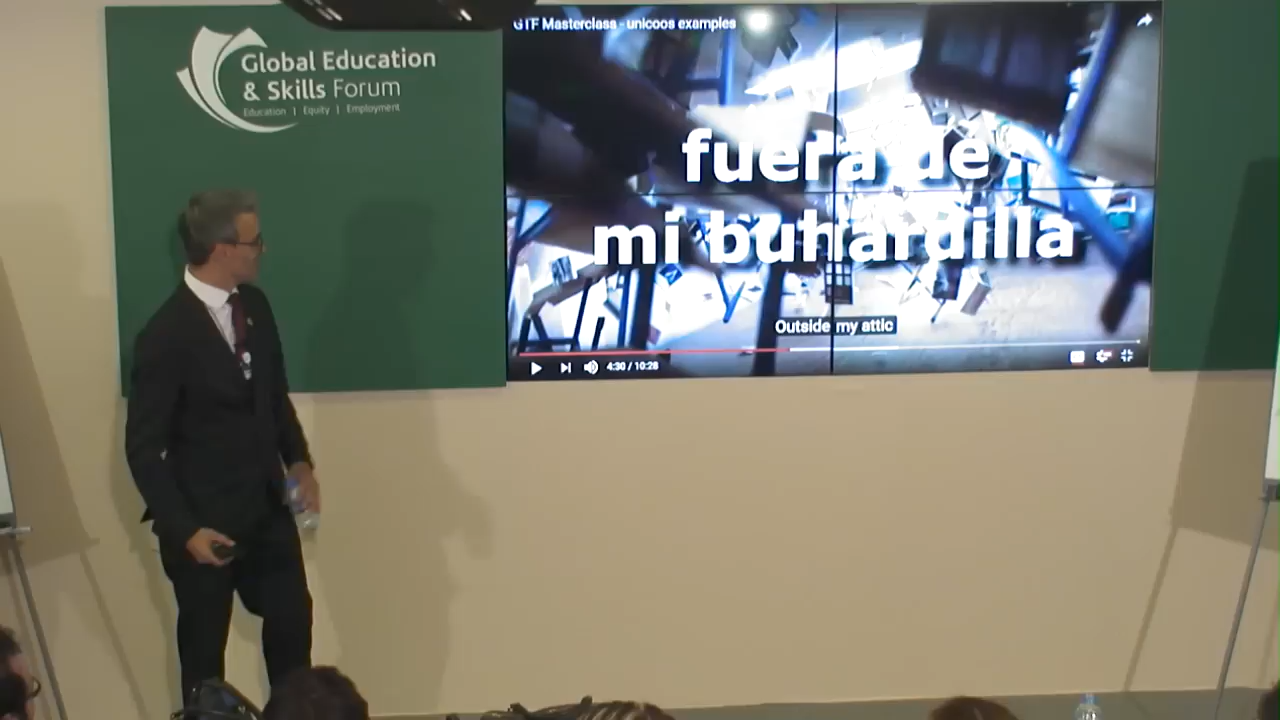 Global Education
& Skills Forum
Education | Equity | Employment
GTF Masterclass - unicoos examples
fuera de
mi buhardilla
Outside my attic
4:30 / 10:28